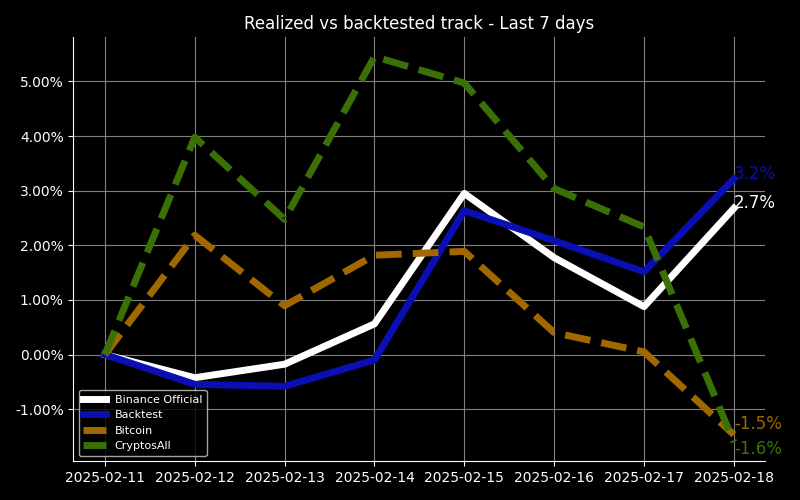 Realized vs backtested track - Last 7 days
5.00%
4.00%
3.00%
2.00%
1.00%
0.00%
-1.00%
3.2%
2.7%
-1.5%
-1.6%
Binance Official
Backtest
Bitcoin
CryptosAll
2025-02-11 2025-02-12 2025-02-13 2025-02-14 2025-02-15 2025-02-16 2025-02-17 2025-02-18